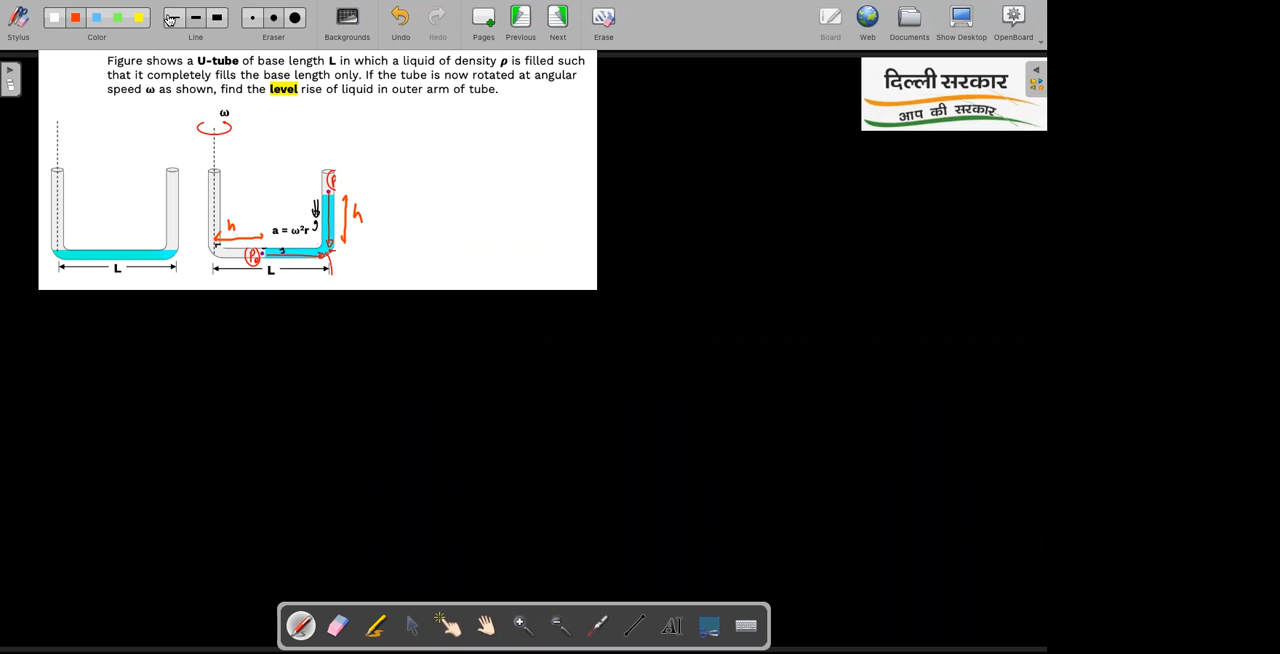 Stylus
Color
Line
Eraser
Backgrounds
Undo
Redo
Pages
Previous
Next
Erase
Board
Web
Documents
Show Desktop
OpenBoard
Figure shows a U-tube of base length L in which a liquid of density ρ is filled such
that it completely fills the base length only. If the tube is now rotated at angular
speed ω as shown, find the level rise of liquid in outer arm of tube.
दिल्ली सरकार
आप की सरकार
ω
P
h
h
a = ω²r
g
P₀
L
L
AI